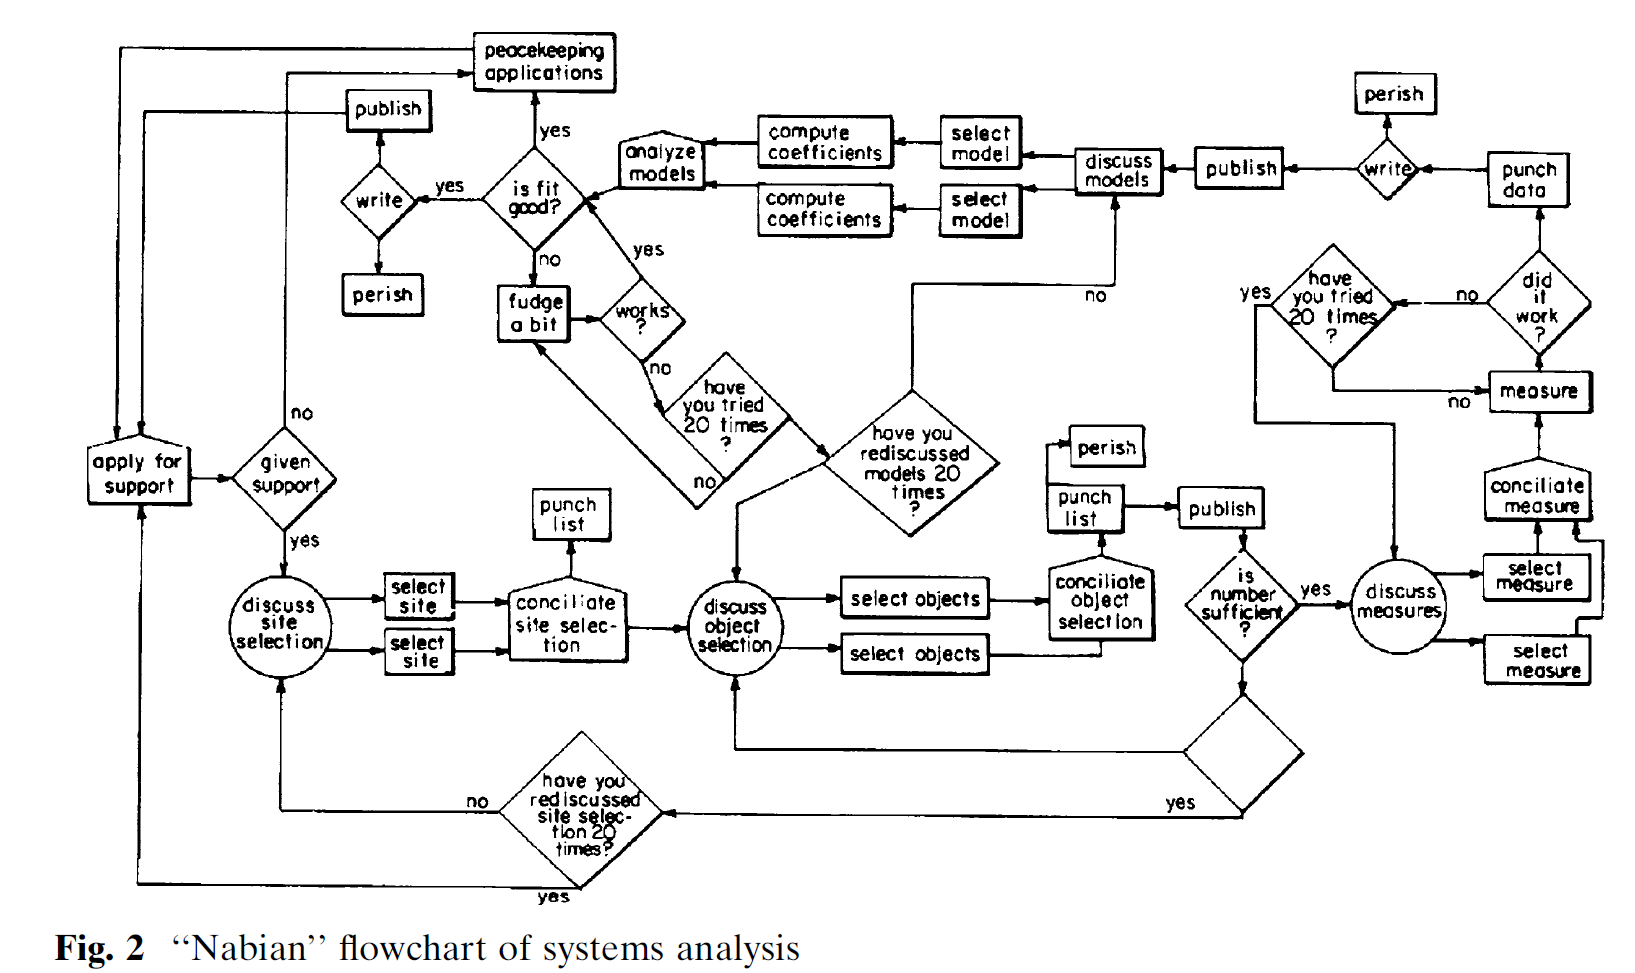 peacekeeping
applications
publish
yes
write
yes
is fit
good?
perish
no
fudge
a bit
works
?
yes
no
have
you tried
20 times
?
no
analyze
models
compute
coefficients
compute
coefficients
select
model
select
model
discuss
models
publish
write
perish
punch
data
did
it
work
?
no
have
you tried
20 times
?
yes
no
measure
conciliate
measure
select
measure
select
measure
discuss
measures
yes
is
number
sufficient
?
publish
punch
list
perish
conciliate
object
selection
select objects
select objects
discuss
object
selection
have you
rediscussed
models 20
times
?
no
apply for
support
given
support
no
yes
discuss
site
selection
select
site
select
site
punch
list
conciliate
site selec-
tion
have you
rediscussed
site selec-
tion 20
times?
no
yes
yes
Fig. 2 “Nabian” flowchart of systems analysis